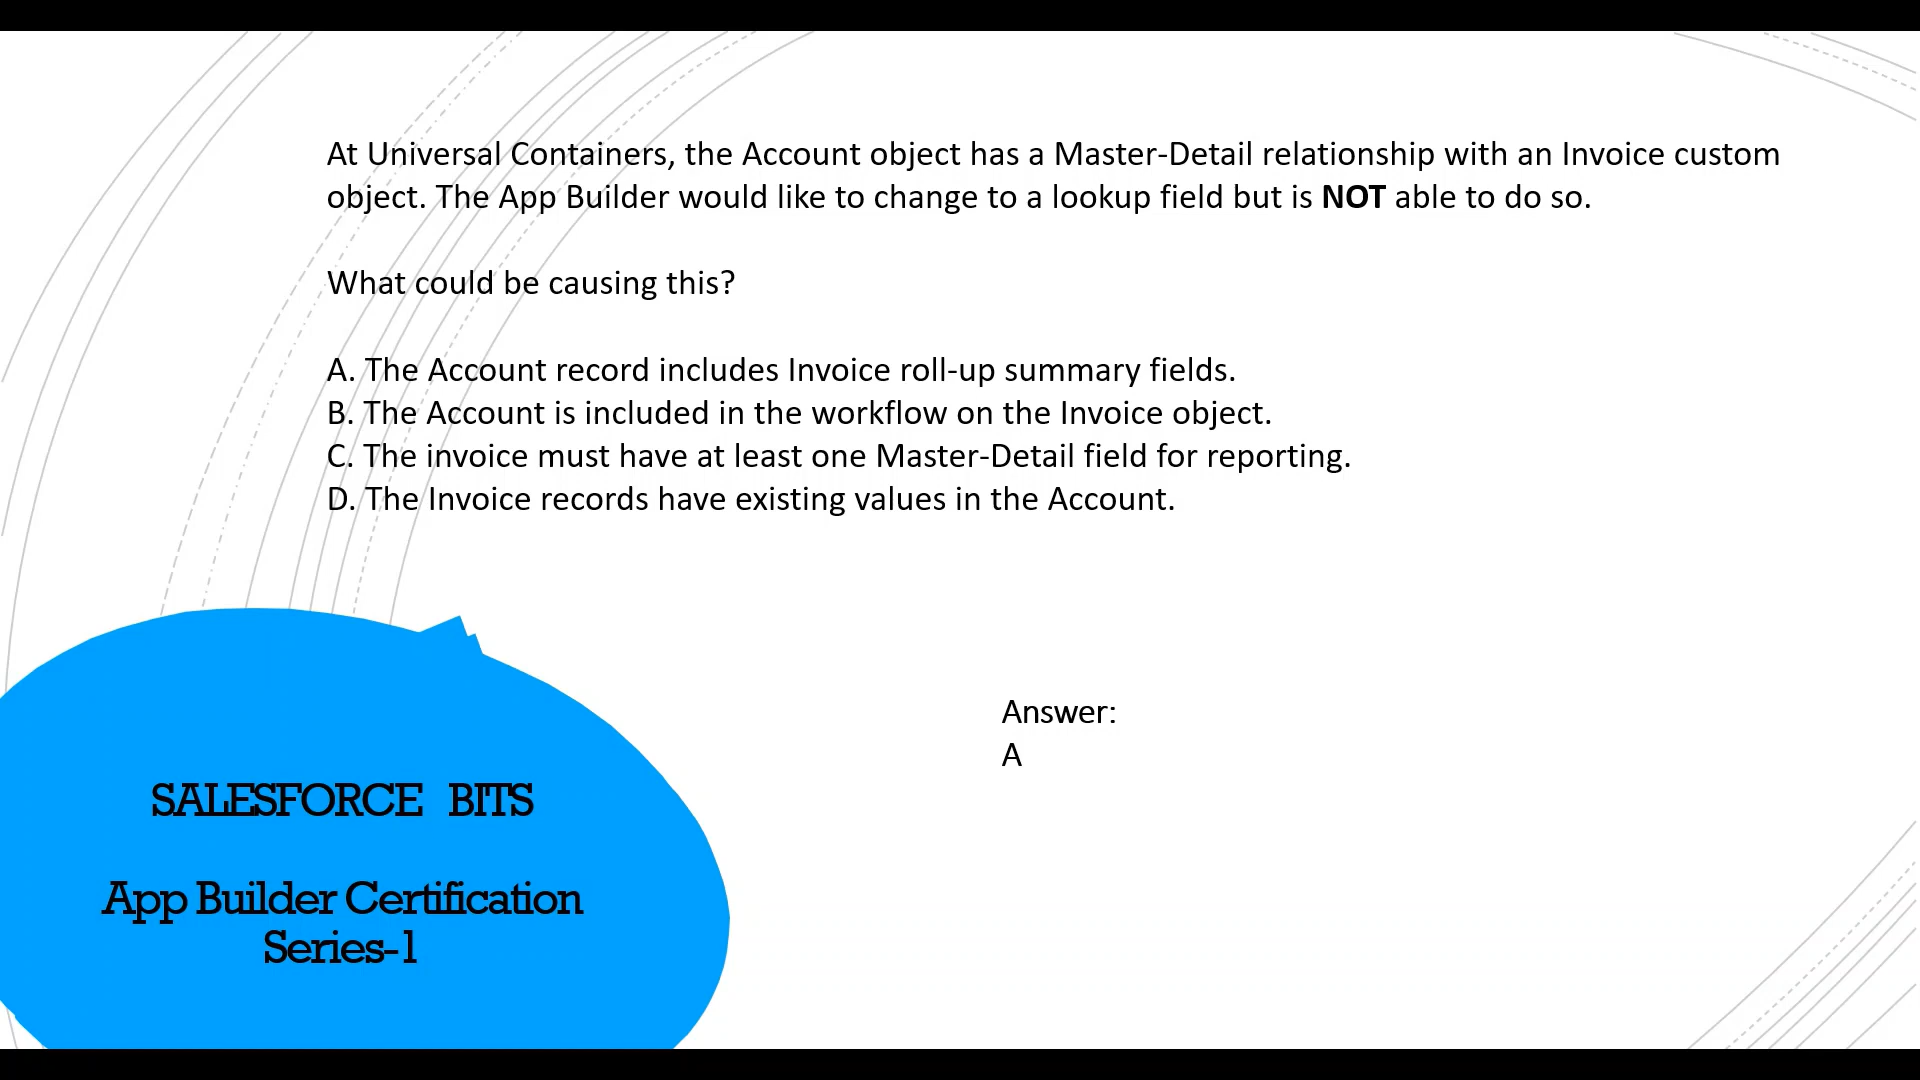 At Universal Containers, the Account object has a Master-Detail relationship with an Invoice custom
object. The App Builder would like to change to a lookup field but is NOT able to do so.
What could be causing this?
A. The Account record includes Invoice roll-up summary fields.
B. The Account is included in the workflow on the Invoice object.
C. The invoice must have at least one Master-Detail field for reporting.
D. The Invoice records have existing values in the Account.
Answer:
A
SALESFORCE BITS
App Builder Certification
Series-1